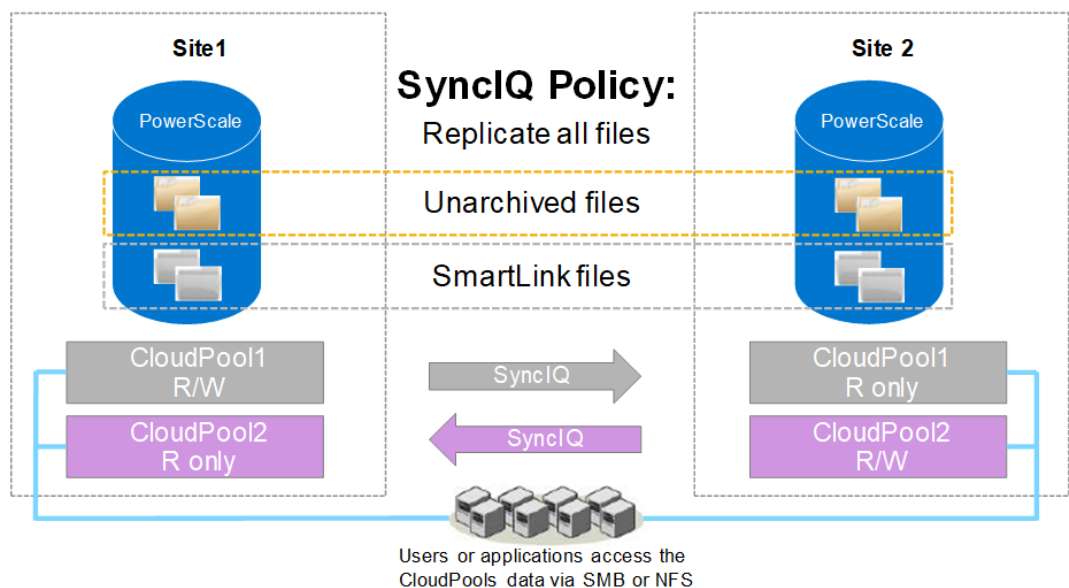 Site1
Site 2
SyncIQ Policy:
PowerScale
PowerScale
Replicate all files
Unarchived files
SmartLink files
CloudPool1
R/W
SyncIQ
CloudPool1
R only
CloudPool2
R only
SyncIQ
CloudPool2
R/W
Users or applications access the
CloudPools data via SMB or NFS